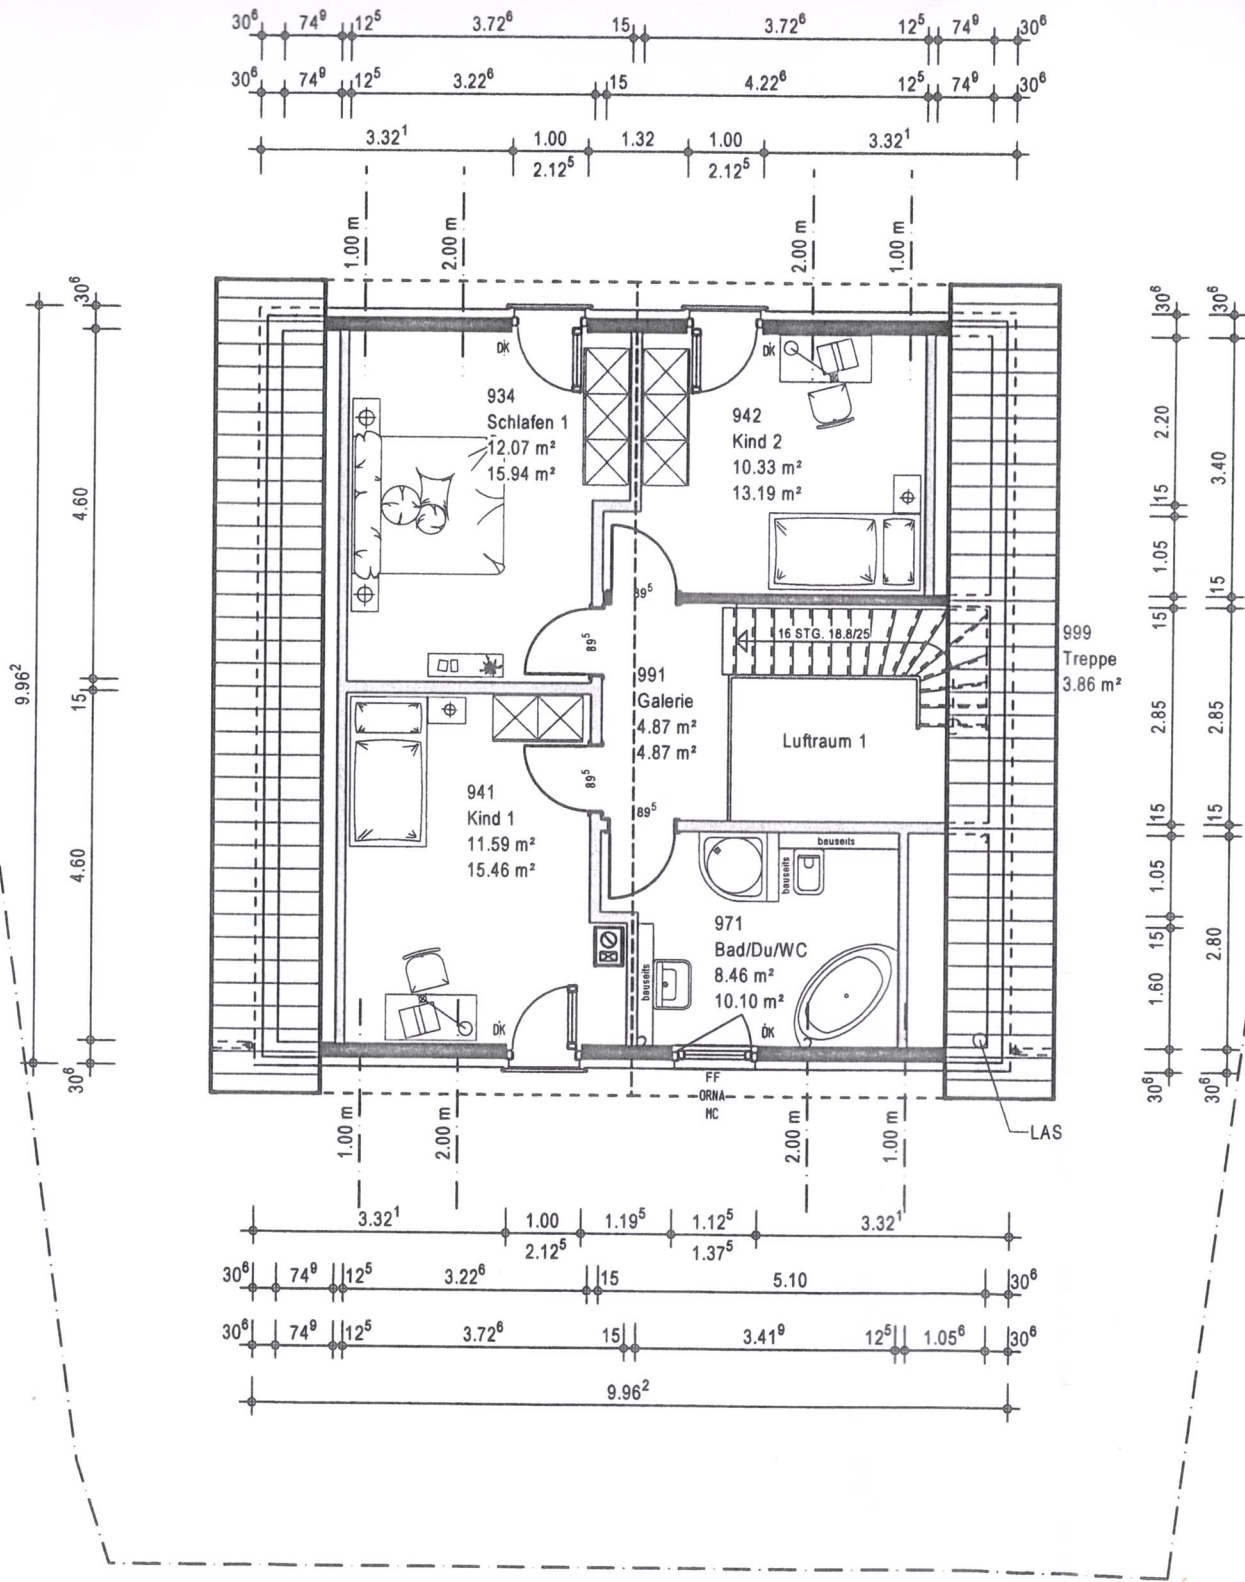 30⁶ 74⁹ 12⁵ 3.72⁶ 15 3.72⁶ 12⁵ 74⁹ 30⁶
30⁶ 74⁹ 12⁵ 3.22⁶ 15 4.22⁶ 12⁵ 74⁹ 30⁶
3.32¹ 1.00 1.32 1.00 3.32¹
2.12⁵ 2.12⁵
1.00 m
2.00 m
2.00 m
1.00 m
9.96²
30⁶
4.60
15
4.60
30⁶
DK
934
Schlafen 1
12.07 m²
15.94 m²
DK
942
Kind 2
10.33 m²
13.19 m²
89⁵
89⁵
16 STG. 18.8/25
999
Treppe
3.86 m²
991
Galerie
4.87 m²
4.87 m²
Luftraum 1
89⁵
89⁵
941
Kind 1
11.59 m²
15.46 m²
bauseits
bauseits
971
Bad/Du/WC
8.46 m²
10.10 m²
bauseits
DK
DK
FF
ORNA
MC
LAS
30⁶
2.20
15
1.05
15
2.85
15
1.05
15
1.60
30⁶
30⁶
3.40
15
2.85
15
2.80
30⁶
1.00 m
2.00 m
2.00 m
1.00 m
3.32¹ 1.00 1.19⁵ 1.12⁵ 3.32¹
2.12⁵ 1.37⁵
30⁶ 74⁹ 12⁵ 3.22⁶ 15 5.10 30⁶
30⁶ 74⁹ 12⁵ 3.72⁶ 15 3.41⁹ 12⁵ 1.05⁶ 30⁶
9.96²